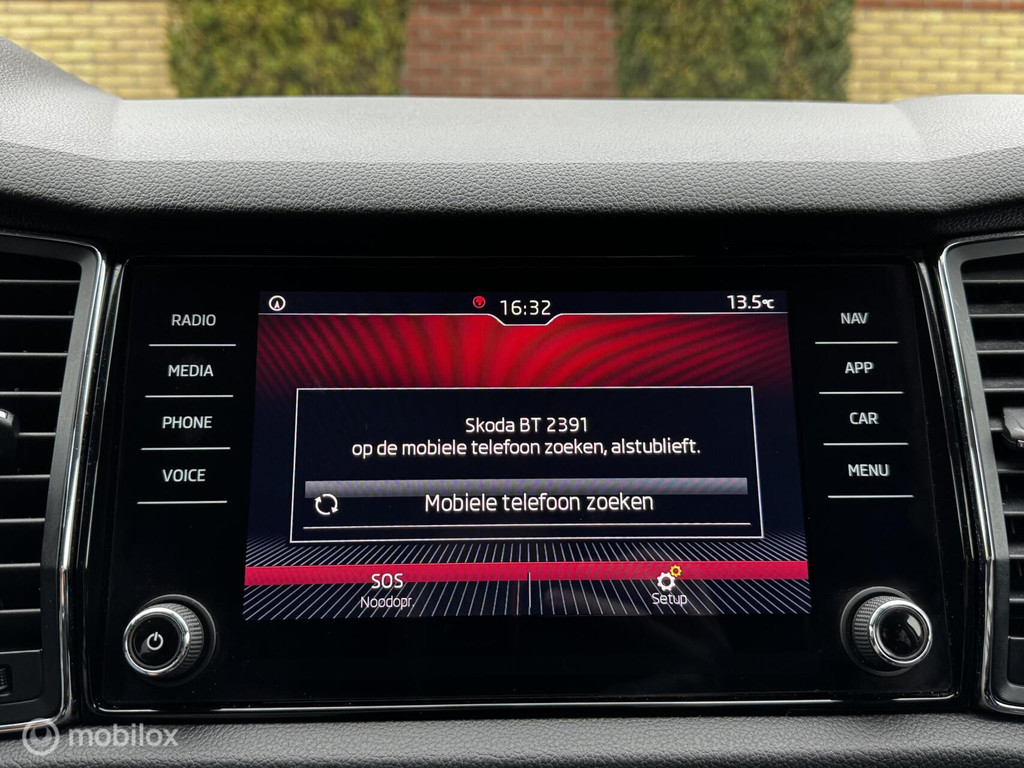 16:32
13.5°C
RADIO
MEDIA
PHONE
VOICE
NAV
APP
CAR
MENU
Skoda BT 2391
op de mobiele telefoon zoeken, alstublieft.
Mobiele telefoon zoeken
SOS
Noodopr.
Setup
mobilox